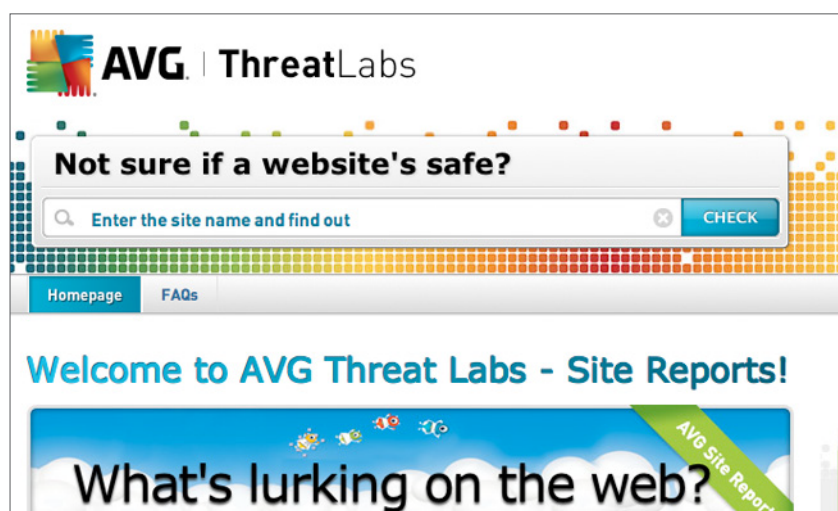 AVG. | ThreatLabs
Not sure if a website's safe?
Enter the site name and find out
CHECK
Homepage
FAQs
Welcome to AVG Threat Labs - Site Reports!
AVG Site
What's lurking on the web?